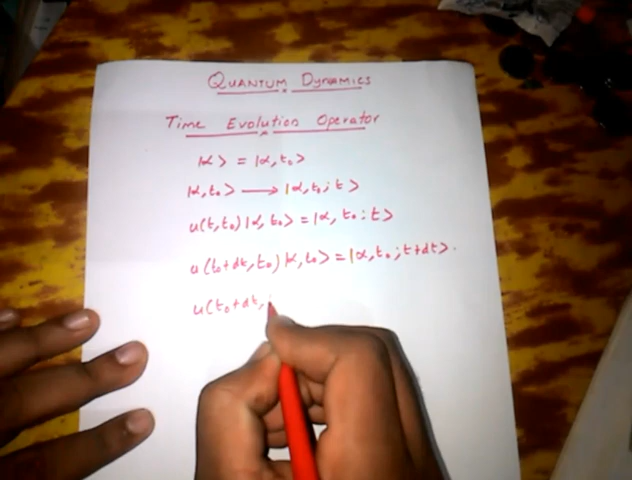 QUANTUM DYNAMICS
TIME EVOLUTION OPERATOR
|α> = |α,t₀>
|α,t₀> ⟶ |α,t₀;t>
u(t,t₀)|α,t₀> = |α,t₀:t>
u(t₀+dt,t₀)|α,t₀> = |α,t₀;t+dt>.
u(t₀+dt,